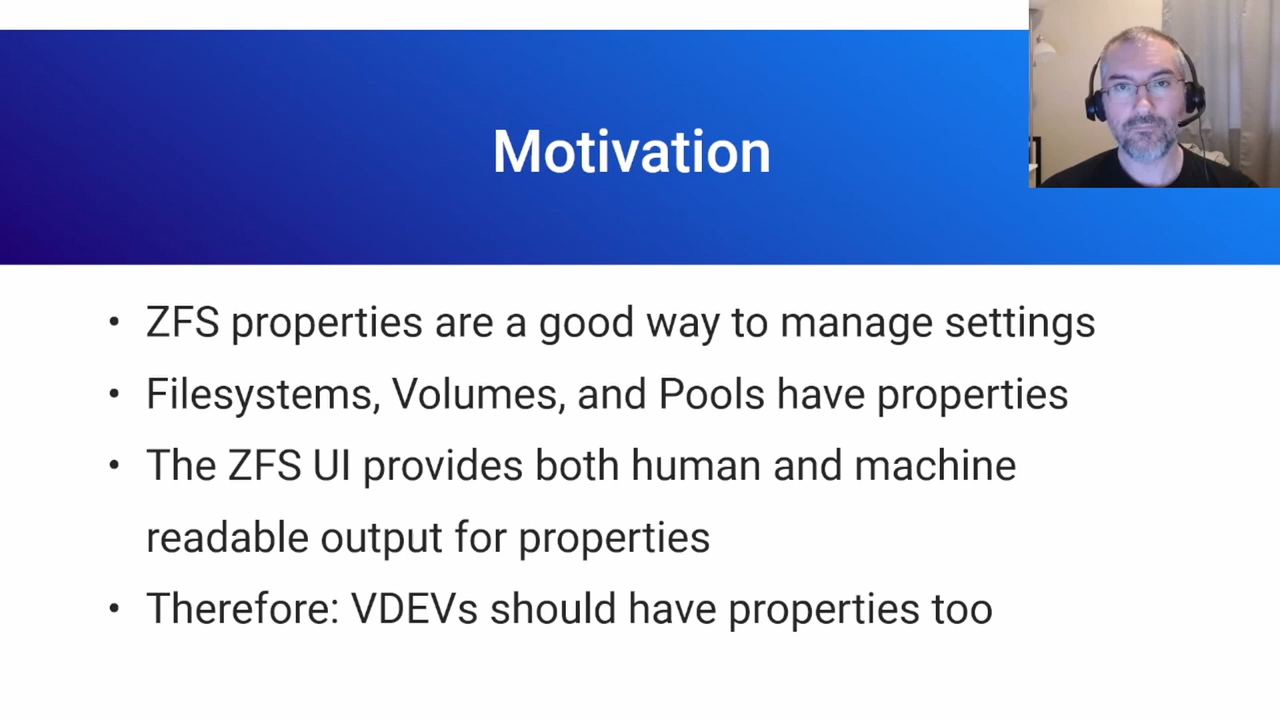 Motivation
• ZFS properties are a good way to manage settings
• Filesystems, Volumes, and Pools have properties
• The ZFS UI provides both human and machine
readable output for properties
• Therefore: VDEVs should have properties too